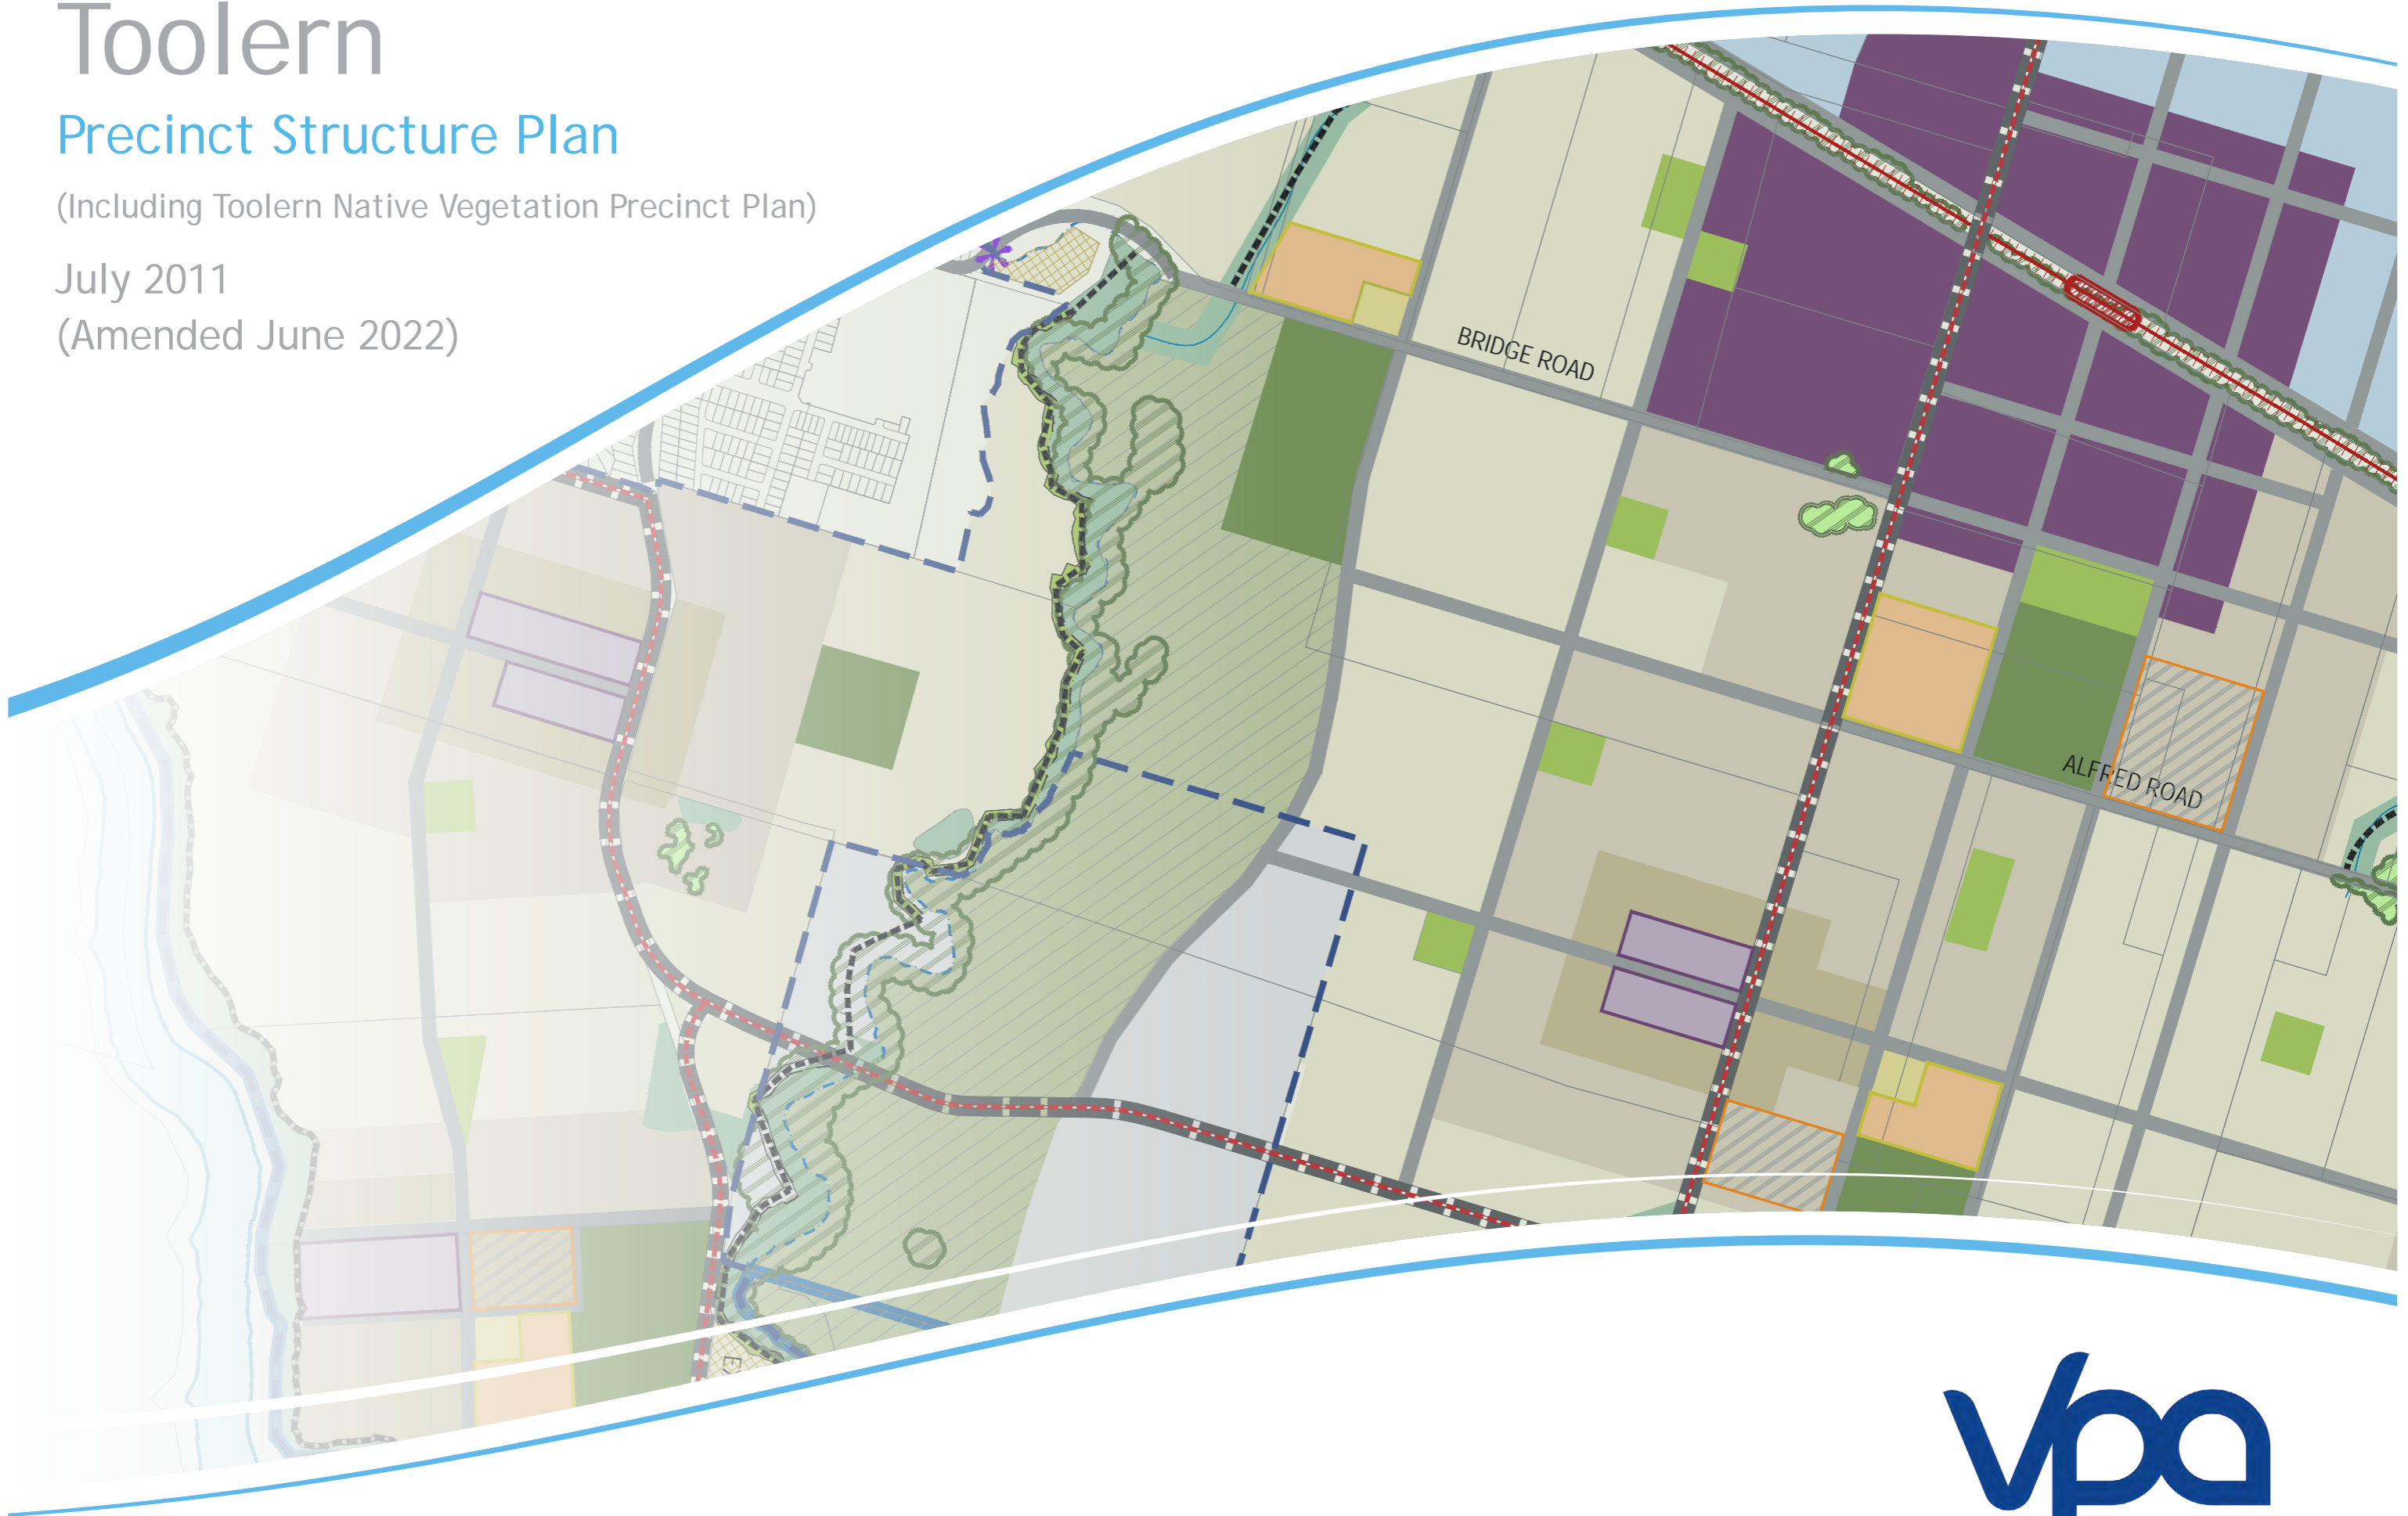 Toolern
Precinct Structure Plan
(Including Toolern Native Vegetation Precinct Plan)
July 2011
(Amended June 2022)
BRIDGE ROAD
ALFRED ROAD
vpa